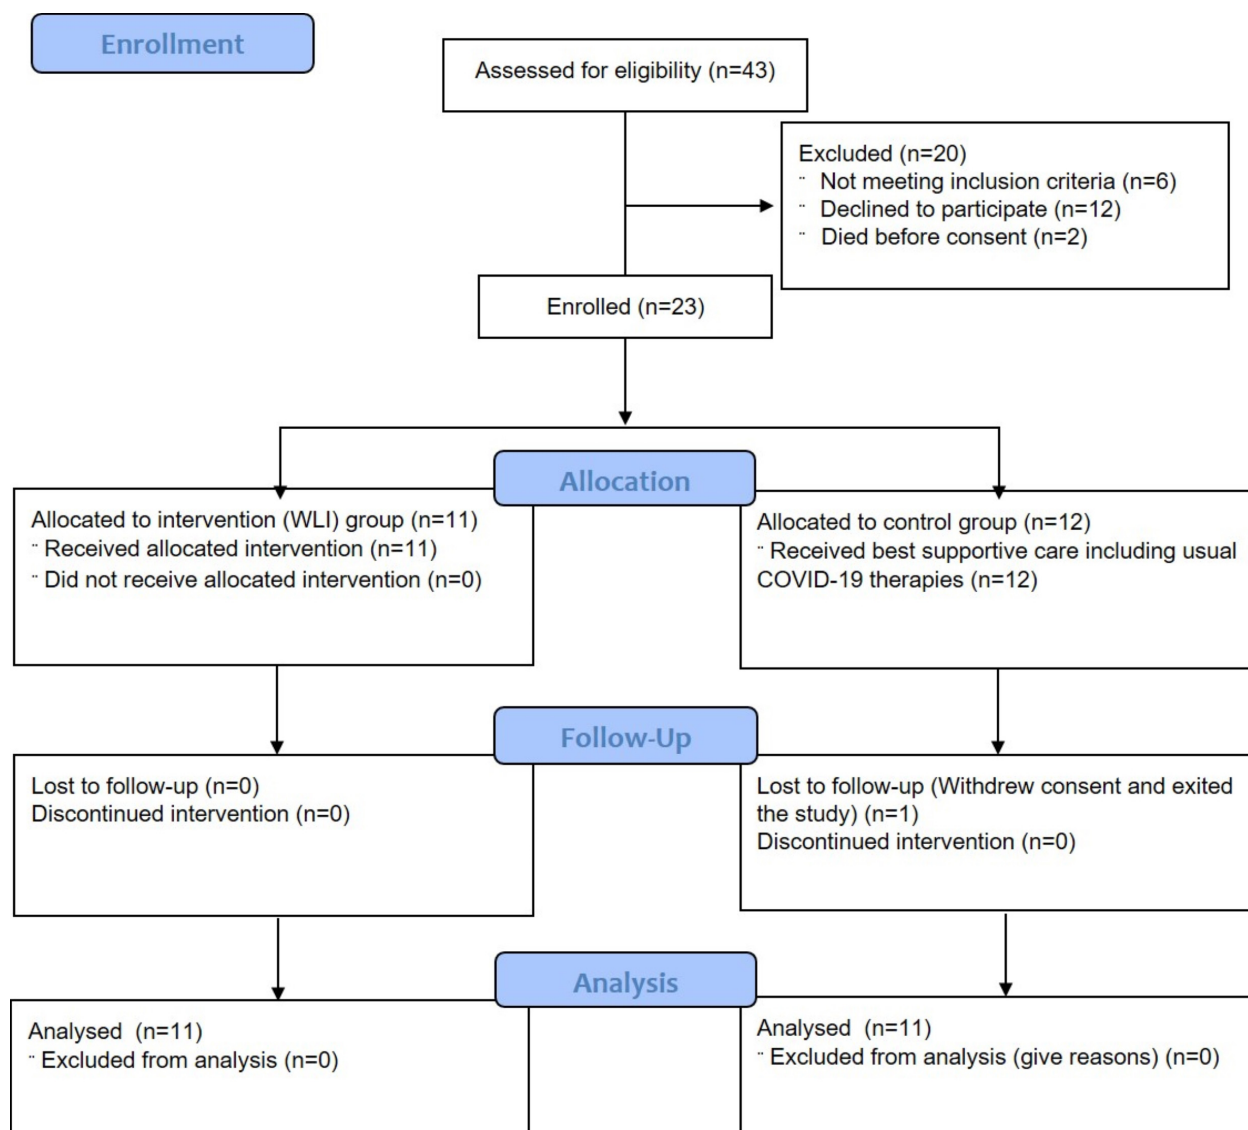 Enrollment
Assessed for eligibility (n=43)
Excluded (n=20)
¨ Not meeting inclusion criteria (n=6)
¨ Declined to participate (n=12)
¨ Died before consent (n=2)
Enrolled (n=23)
Allocation
Allocated to intervention (WLI) group (n=11)
¨ Received allocated intervention (n=11)
¨ Did not receive allocated intervention (n=0)
Allocated to control group (n=12)
¨ Received best supportive care including usual
COVID-19 therapies (n=12)
Follow-Up
Lost to follow-up (n=0)
Discontinued intervention (n=0)
Lost to follow-up (Withdrew consent and exited
the study) (n=1)
Discontinued intervention (n=0)
Analysis
Analysed (n=11)
¨ Excluded from analysis (n=0)
Analysed (n=11)
¨ Excluded from analysis (give reasons) (n=0)